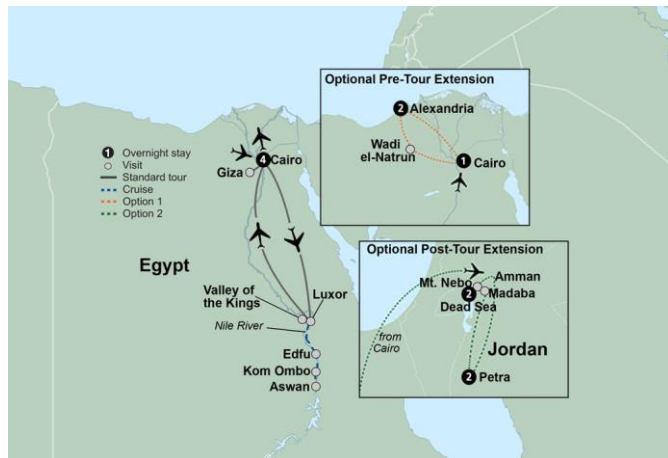 Optional Pre-Tour Extension
2 Alexandria
Wadi
el-Natrun
1 Cairo
1 Overnight stay
Visit
Standard tour
Cruise
Option 1
Option 2
4 Cairo
Giza
Egypt
Valley of
the Kings
Luxor
Nile River
Edfu
Kom Ombo
Aswan
Optional Post-Tour Extension
Mt. Nebo
Amman
2
Madaba
Dead Sea
from
Cairo
Jordan
2 Petra